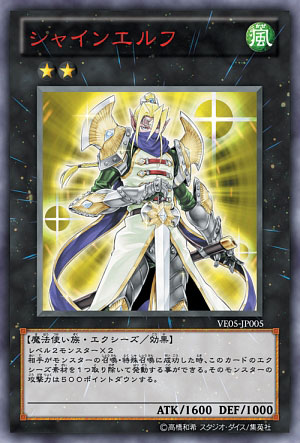 シャインエルフ
風
VE05-JP005
【魔法使い族・エクシーズ/効果】
レベル2モンスター×2
相手がモンスターの召喚・特殊召喚に成功した時、このカードのエク
シーズ素材を1つ取り除いて発動する事ができる。そのモンスターの
攻撃力は500ポイントダウンする。
ATK/1600 DEF/1000
©高橋和希 スタジオ・ダイス/集英社